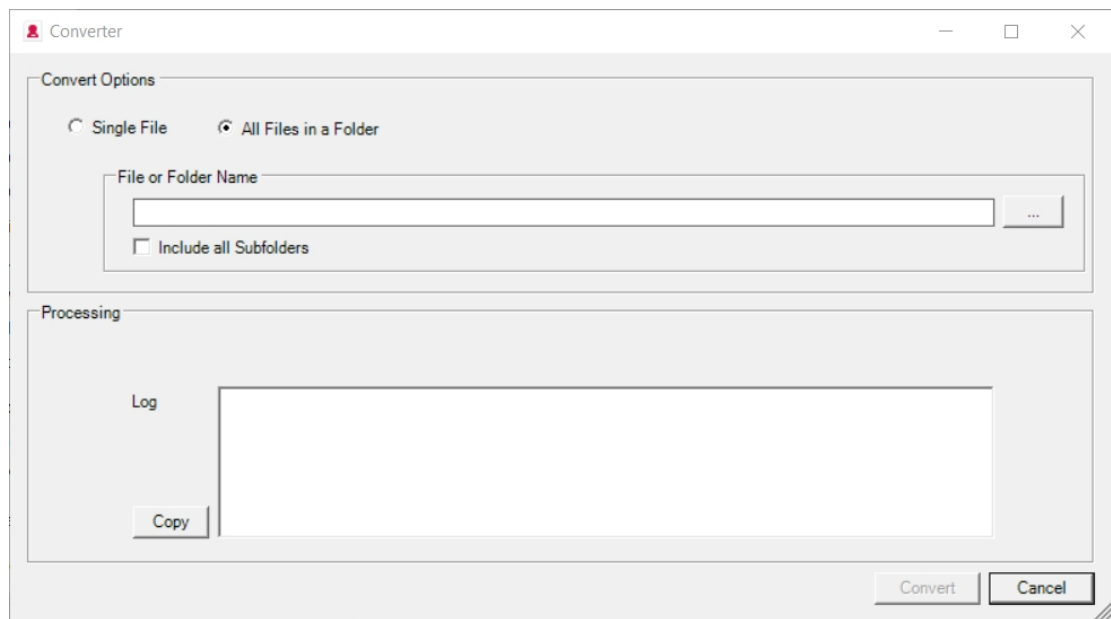 Converter
Convert Options
Single File
All Files in a Folder
File or Folder Name
...
Include all Subfolders
Processing
Log
Copy
Convert
Cancel